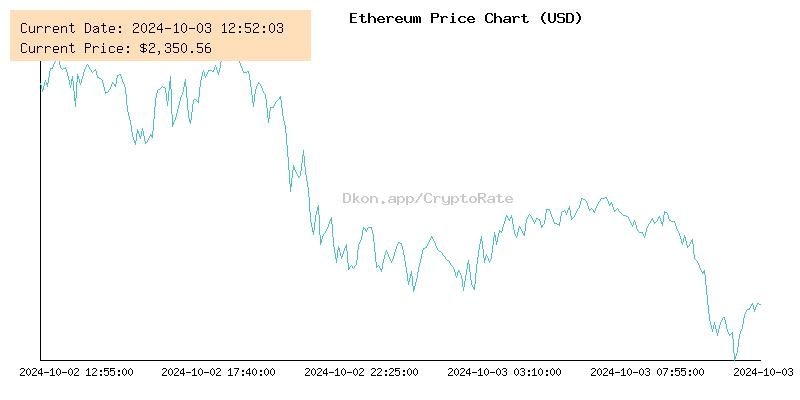 Ethereum Price Chart (USD)
Current Date: 2024-10-03 12:52:03
Current Price: $2,350.56
Dkon.app/CryptoRate
2024-10-02 12:55:00 2024-10-02 17:40:00 2024-10-02 22:25:00 2024-10-03 03:10:00 2024-10-03 07:55:00 2024-10-03